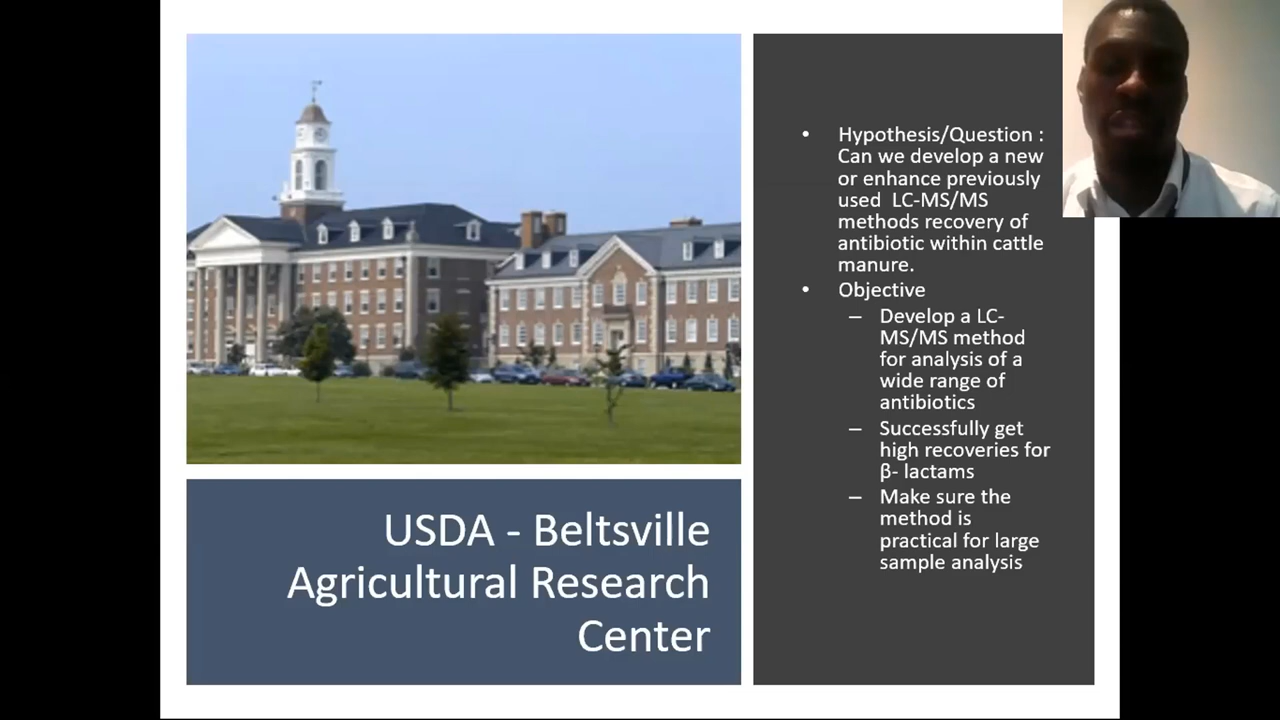 USDA - Beltsville
Agricultural Research
Center
• Hypothesis/Question :
Can we develop a new
or enhance previously
used LC-MS/MS
methods recovery of
antibiotic within cattle
manure.
• Objective
– Develop a LC-
MS/MS method
for analysis of a
wide range of
antibiotics
– Successfully get
high recoveries for
β- lactams
– Make sure the
method is
practical for large
sample analysis